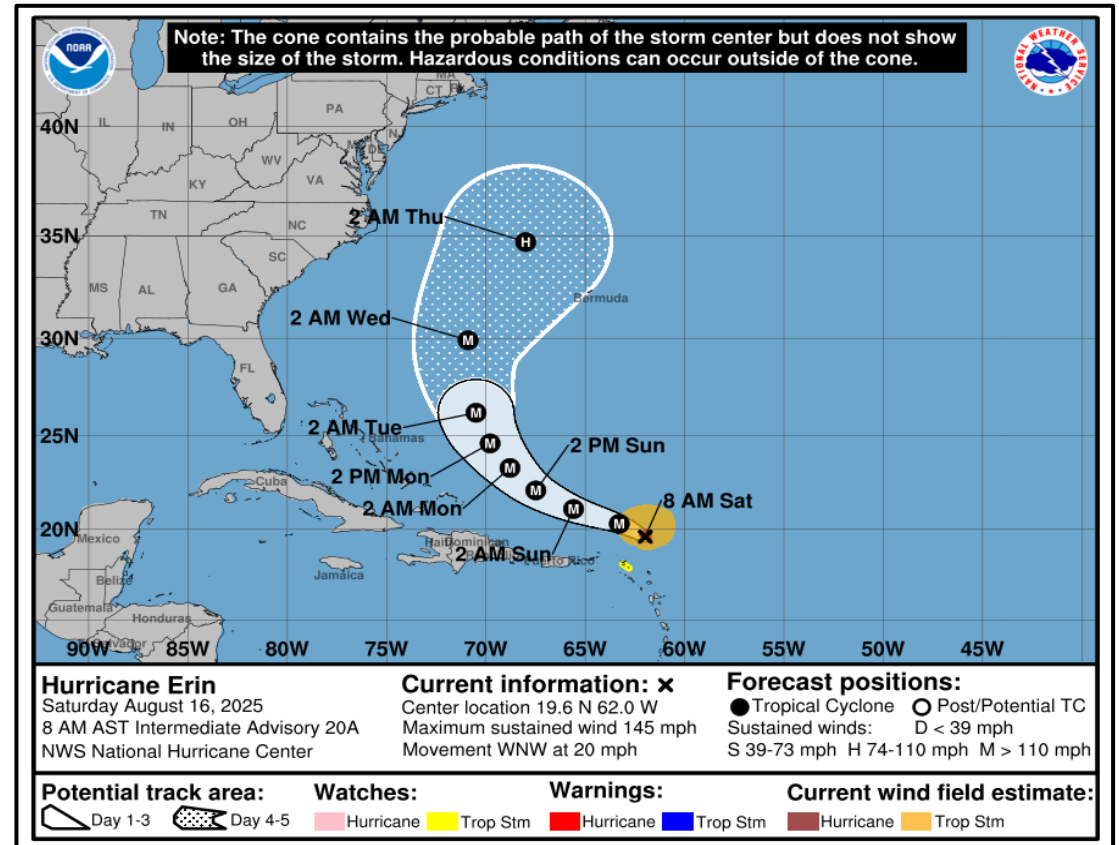 Note: The cone contains the probable path of the storm center but does not show
the size of the storm. Hazardous conditions can occur outside of the cone.
NOAA
NATIONAL WEATHER SERVICE
MA
CT
PA
40N
IL
IN
OH
DE
WV
KY
VA
2 AM Thu
TN
NC
35N
H
SC
MS
AL
GA
Bermuda
2 AM Wed
30N
M
FL
M
2 AM Tue
25N
Bahamas
M
2 PM Sun
2 PM Mon
M
Cuba
M
8 AM Sat
2 AM Mon
M
20N
M
Mexico
Dominican
2 AM Sun
Puerto Rico
Jamaica
Belize
Guatemala
Honduras
El Salvador
90W 85W 80W 75W 70W 65W 60W 55W 50W 45W
Hurricane Erin
Saturday August 16, 2025
8 AM AST Intermediate Advisory 20A
NWS National Hurricane Center
Current information: ×
Center location 19.6 N 62.0 W
Maximum sustained wind 145 mph
Movement WNW at 20 mph
Forecast positions:
Tropical Cyclone Post/Potential TC
Sustained winds: D < 39 mph
S 39-73 mph H 74-110 mph M > 110 mph
Potential track area:
Day 1-3 Day 4-5
Watches:
Hurricane Trop Stm
Warnings:
Hurricane Trop Stm
Current wind field estimate:
Hurricane Trop Stm